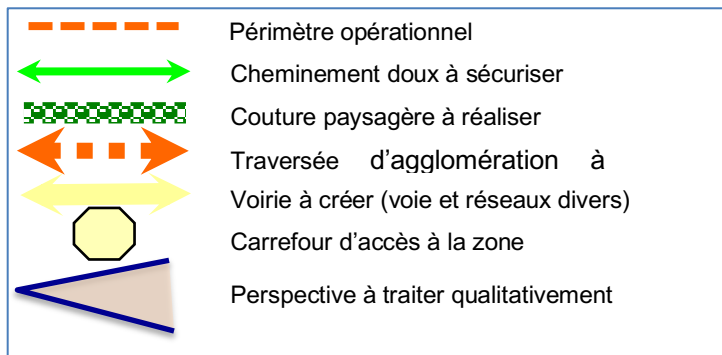 Périmètre opérationnel
Cheminement doux à sécuriser
Couture paysagère à réaliser
Traversée d'agglomération à
Voirie à créer (voie et réseaux divers)
Carrefour d'accès à la zone
Perspective à traiter qualitativement